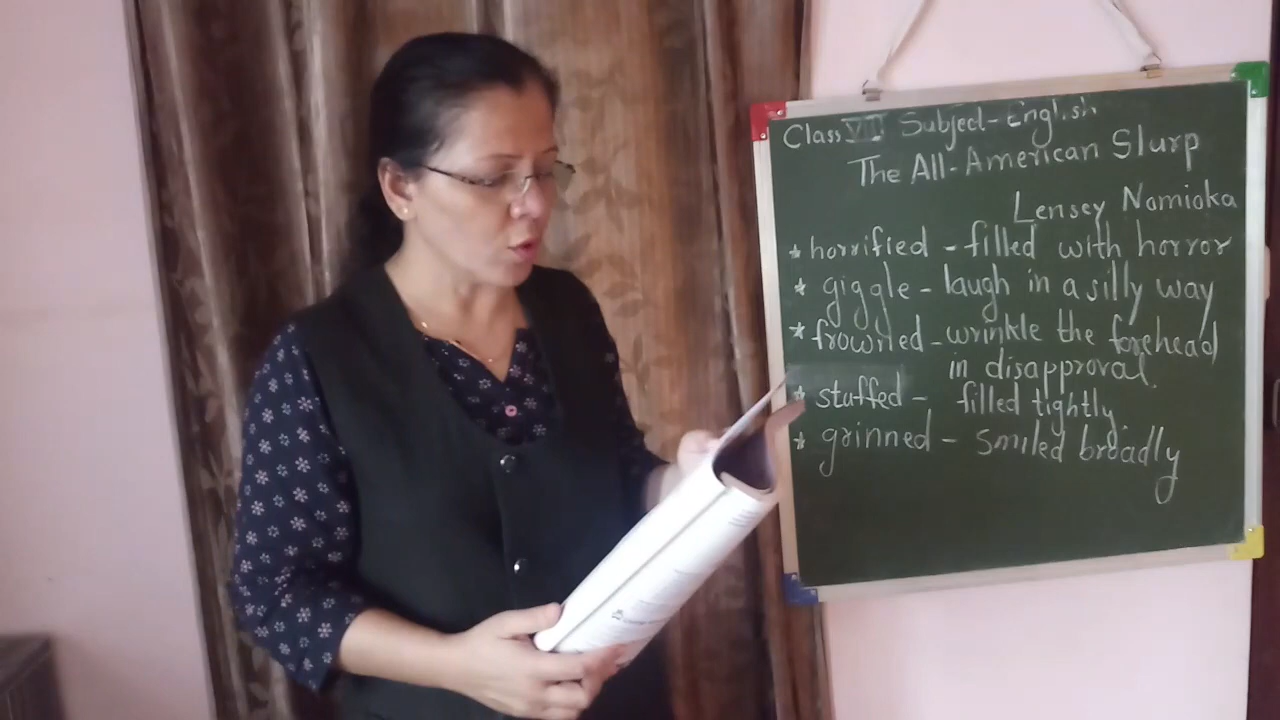 Class VII Subject - English
The All-American Slurp
Lensey Namioka
* horrified - filled with horror
* giggle - laugh in a silly way
* frowned - wrinkle the forehead
in disapproval.
* stuffed - filled tightly.
* grinned - smiled broadly